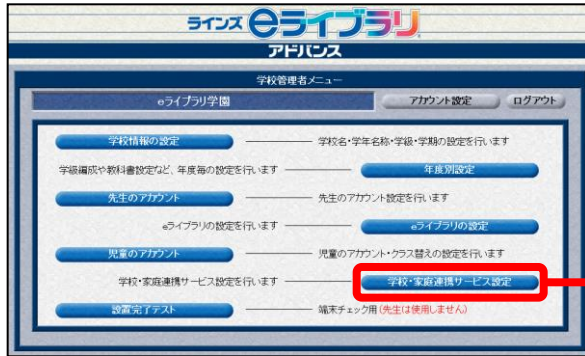 ラインズ eライブラリ
アドバンス
学校管理者メニュー
eライブラリ学園 アカウント設定 ログアウト
学校情報の設定 学校名・学年名称・学級・学期の設定を行います
学級編成や教科書設定など、年度毎の設定を行います 年度別設定
先生のアカウント 先生のアカウント設定を行います
eライブラリの設定を行います eライブラリの設定
児童のアカウント 児童のアカウント・クラス替えの設定を行います
学校・家庭連携サービス設定を行います 学校・家庭連携サービス設定
設置完了テスト 端末チェック用(先生は使用しません)